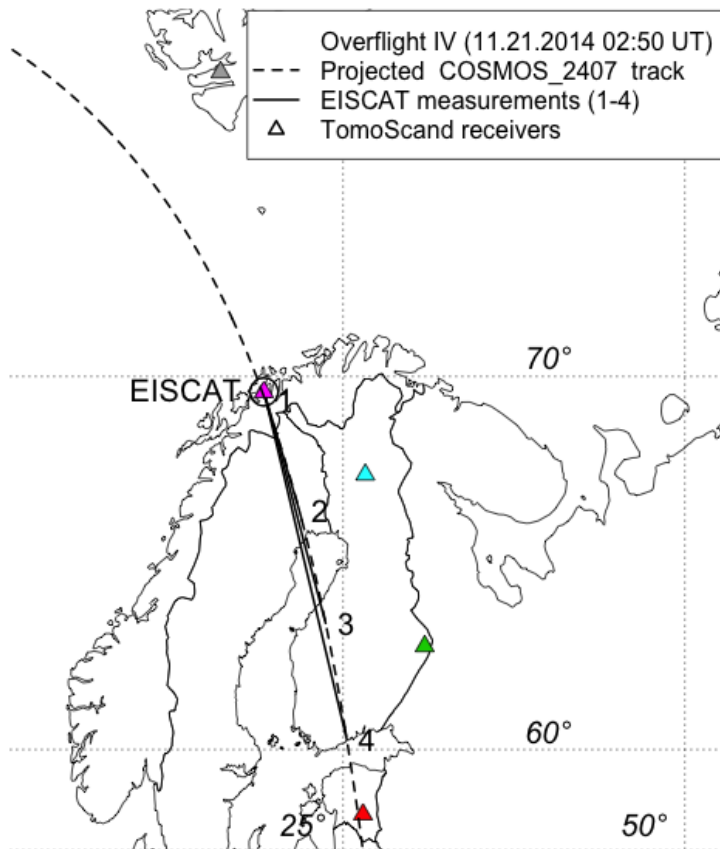 Overflight IV (11.21.2014 02:50 UT)
Projected COSMOS_2407 track
EISCAT measurements (1-4)
TomoScand receivers
70°
EISCAT
1
2
3
4
60°
25°
50°